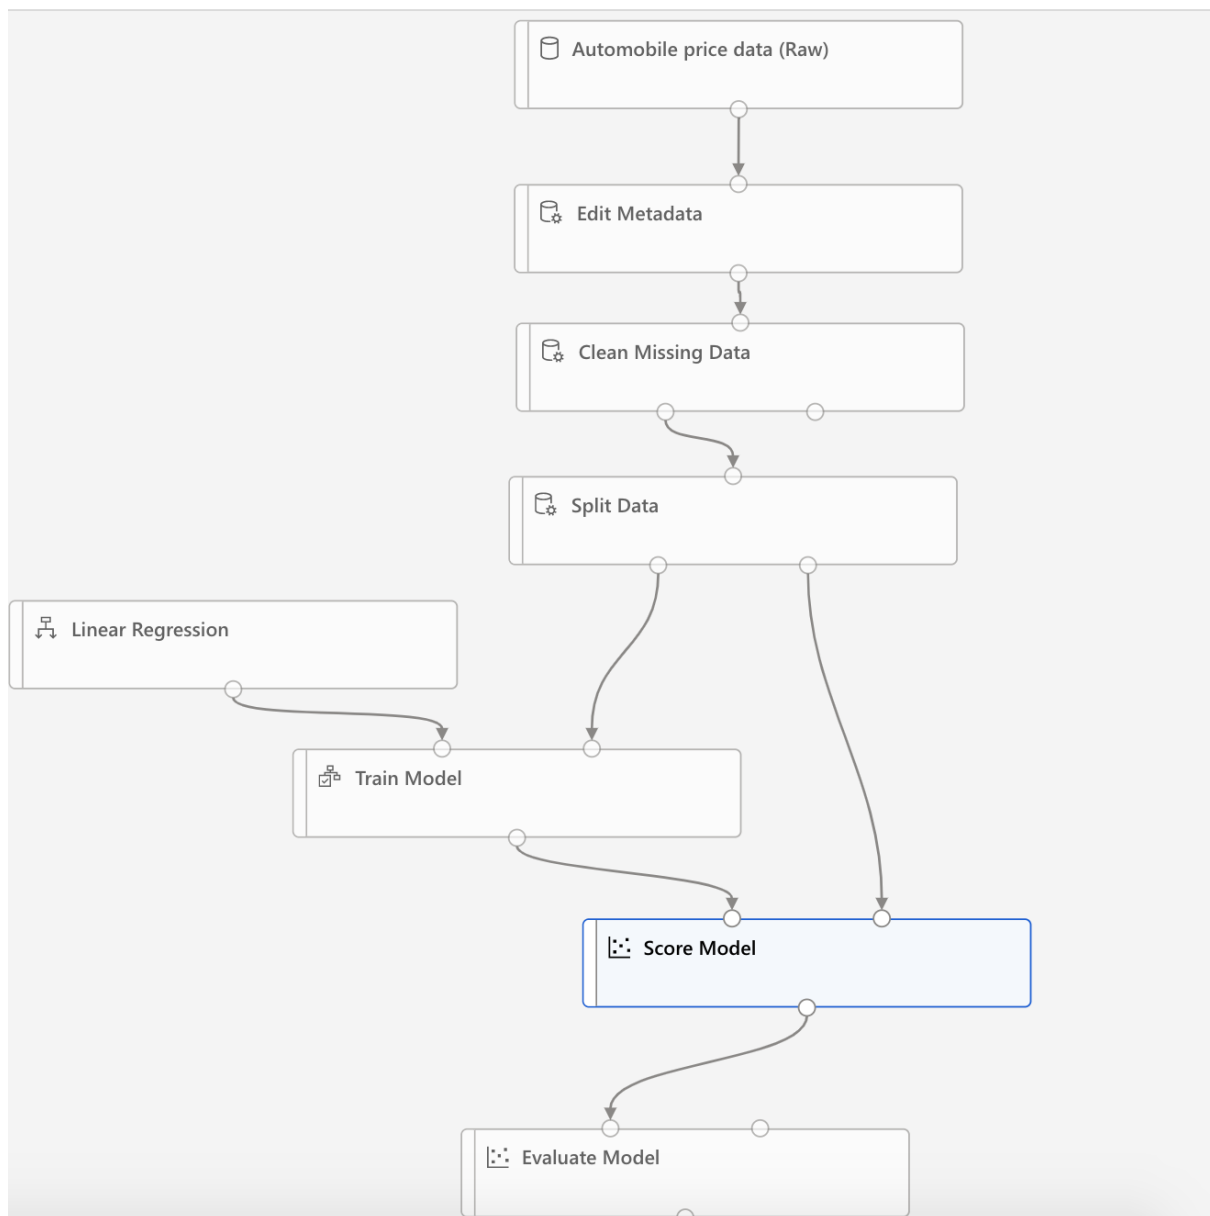 Automobile price data (Raw)
Edit Metadata
Clean Missing Data
Split Data
Linear Regression
Train Model
Score Model
Evaluate Model